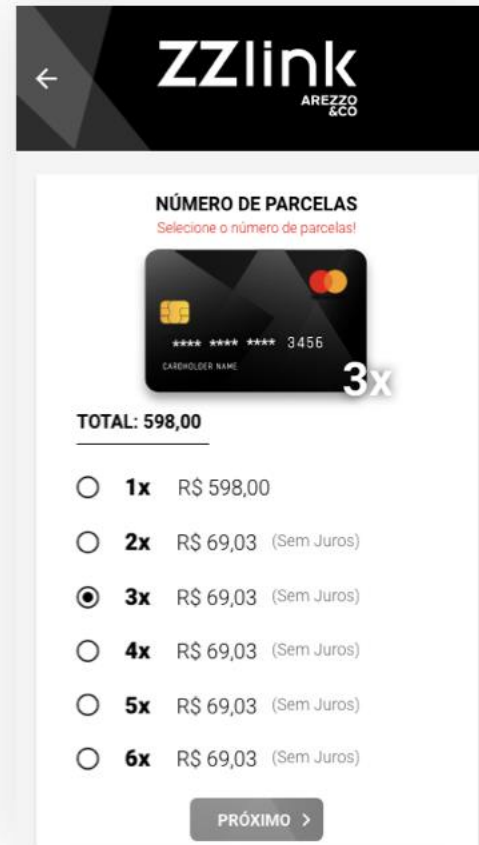 ZZlink
AREZZO
&CO
NÚMERO DE PARCELAS
Selecione o número de parcelas!
**** **** **** 3456
CARDHOLDER NAME
3x
TOTAL: 598,00
1x R$ 598,00
2x R$ 69,03 (Sem Juros)
3x R$ 69,03 (Sem Juros)
4x R$ 69,03 (Sem Juros)
5x R$ 69,03 (Sem Juros)
6x R$ 69,03 (Sem Juros)
PRÓXIMO >